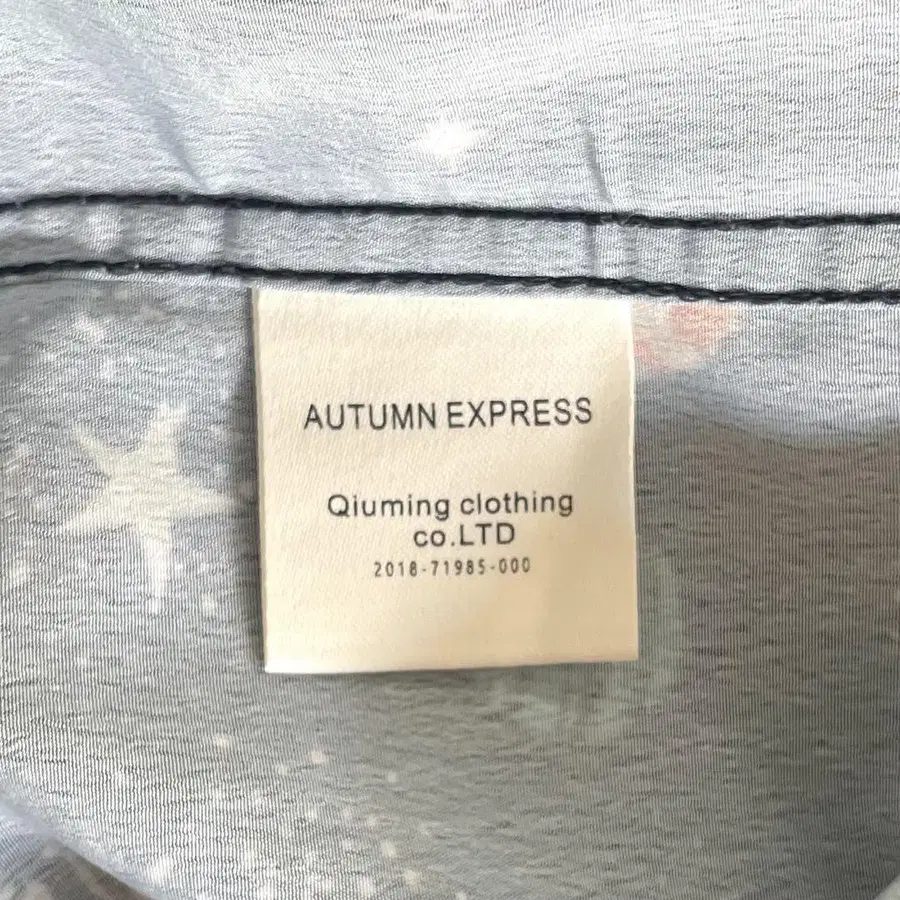 AUTUMN EXPRESS
Qiuming clothing
co.LTD
2018-71985-000